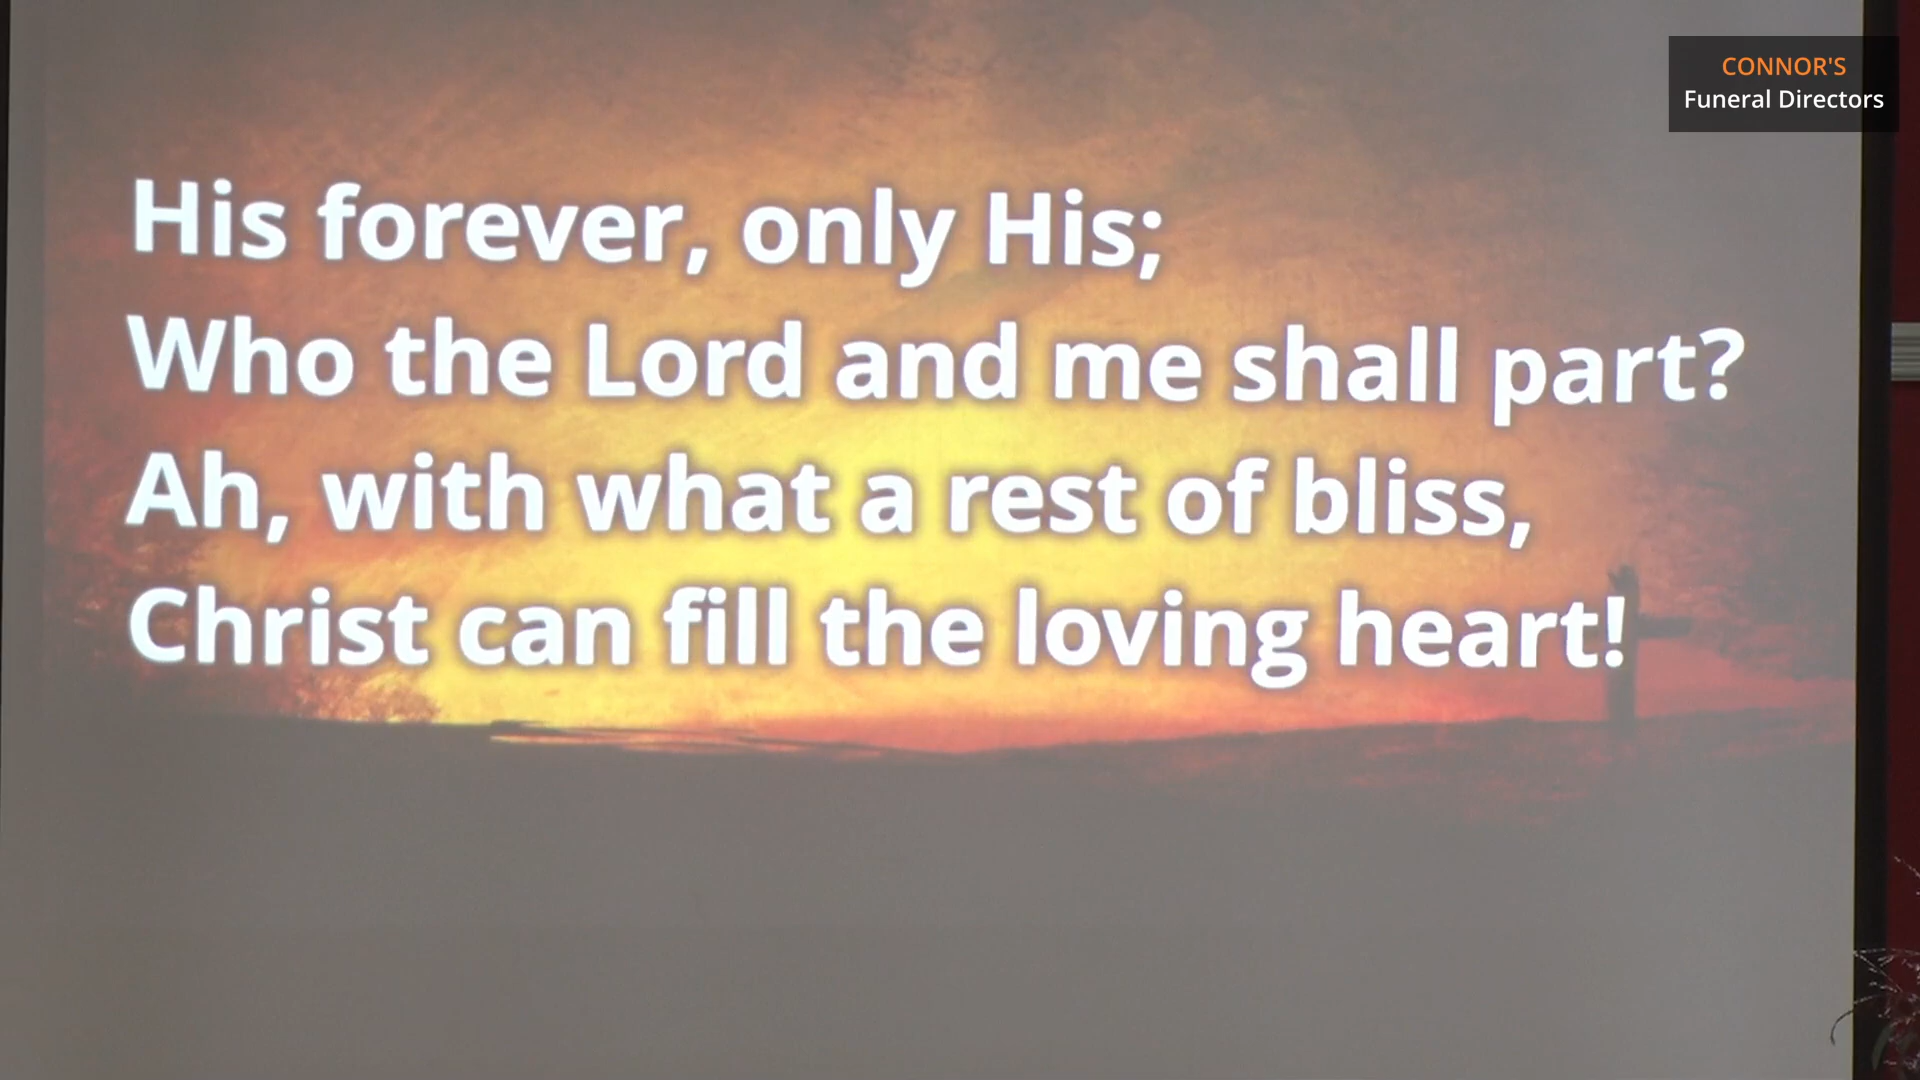 CONNOR'S
Funeral Directors
His forever, only His;
Who the Lord and me shall part?
Ah, with what a rest of bliss,
Christ can fill the loving heart!